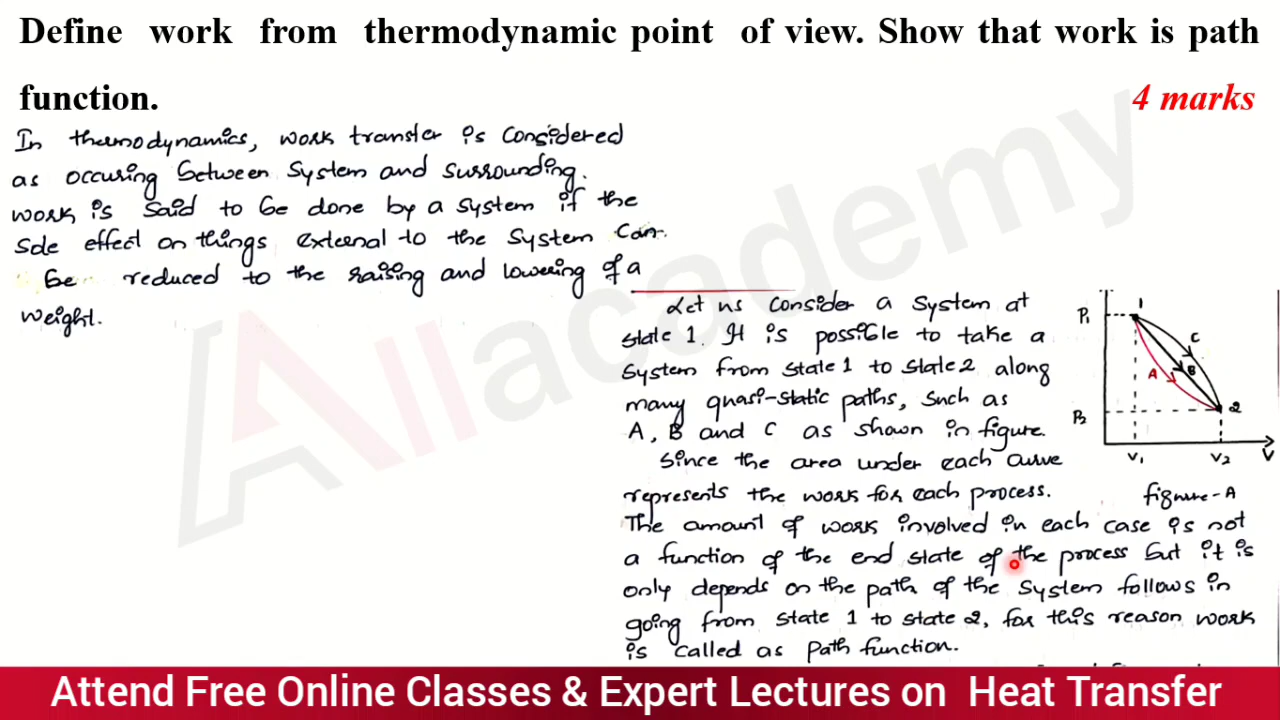 Define work from thermodynamic point of view. Show that work is path
function. 4 marks
In thermodynamics, work transfer is considered
as occuring between system and surrounding.
work is said to be done by a system if the
Sole effect on things external to the system can
be reduced to the raising and lowering of a
weight.
Let us consider a system at
state 1. It is possible to take a
system from state 1 to state 2 along
many quasi-static paths, such as
A, B and C as shown in figure.
Since the area under each curve
represents the work for each process.
The amount of work involved in each case is not
a function of the end state of the process but it is
only depends on the path of the system follows in
going from state 1 to state 2, for this reason work
is called as path function.
P1
1
C
B
A
P2
2
V1 V2 V
figure-A
Allacademy
Attend Free Online Classes & Expert Lectures on Heat Transfer